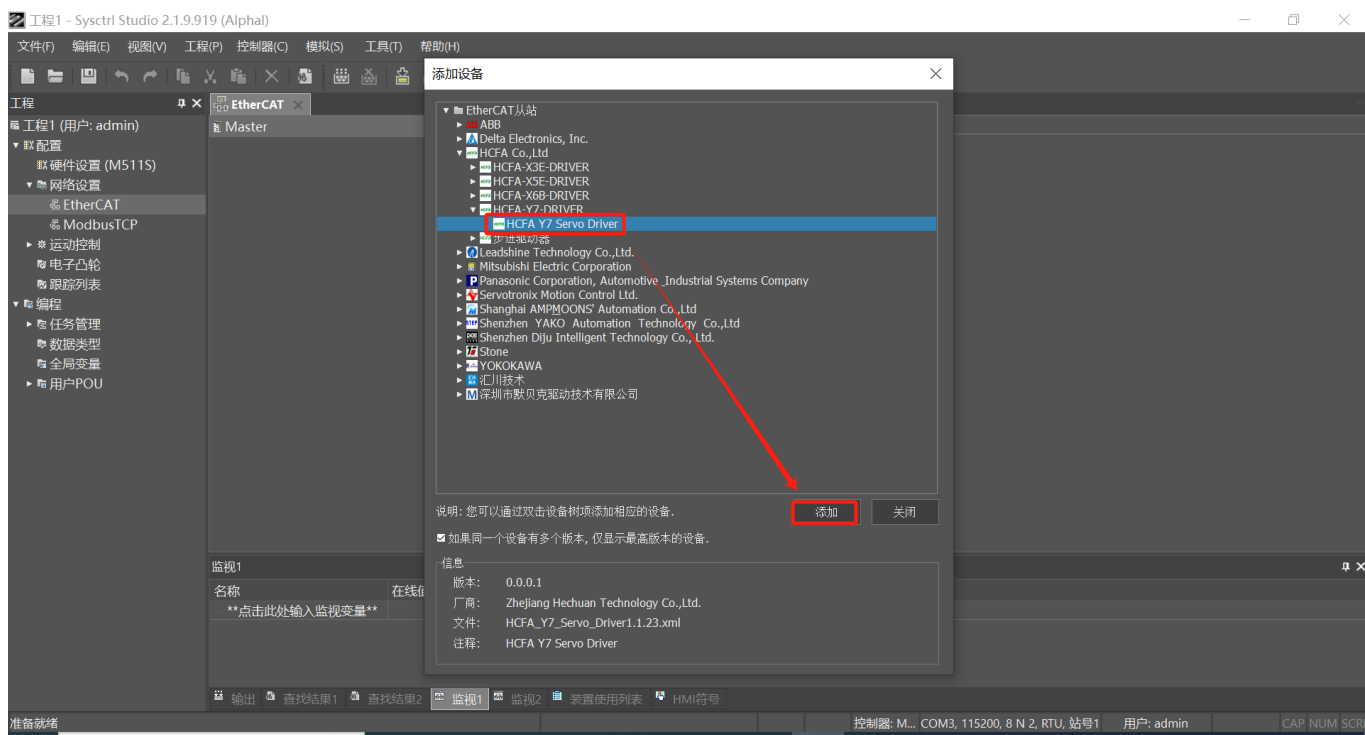 工程1 - Sysctrl Studio 2.1.9.919 (Alphal)
文件(F) 编辑(E) 视图(V) 工程(P) 控制器(C) 模拟(S) 工具(T) 帮助(H)
工程
工程1 (用户: admin)
配置
硬件设置 (M511S)
网络设置
EtherCAT
ModbusTCP
运动控制
电子凸轮
跟踪列表
编程
任务管理
数据类型
全局变量
用户POU
EtherCAT
Master
添加设备
EtherCAT从站
ABB
Delta Electronics, Inc.
HCFA Co.,Ltd
HCFA-X3E-DRIVER
HCFA-X5E-DRIVER
HCFA-X6B-DRIVER
HCFA-Y7-DRIVER
HCFA Y7 Servo Driver
步进驱动器
Leadshine Technology Co.,Ltd.
Mitsubishi Electric Corporation
Panasonic Corporation, Automotive _Industrial Systems Company
Servotronix Motion Control Ltd.
Shanghai AMPMOONS' Automation Co.,Ltd
Shenzhen YAKO Automation Technology Co.,Ltd
Shenzhen Diju Intelligent Technology Co., Ltd.
Stone
YOKOKAWA
汇川技术
深圳市默贝克驱动技术有限公司
说明: 您可以通过双击设备树项添加相应的设备.
添加 关闭
如果同一个设备有多个版本, 仅显示最高版本的设备.
信息
版本: 0.0.0.1
厂商: Zhejiang Hechuan Technology Co.,Ltd.
文件: HCFA_Y7_Servo_Driver1.1.23.xml
注释: HCFA Y7 Servo Driver
监视1
名称 在线值
**点击此处输入监视变量**
输出 查找结果1 查找结果2 监视1 监视2 装置使用列表 HMI符号
准备就绪 控制器: M... COM3, 115200, 8 N 2, RTU, 站号1 用户: admin CAP NUM SCR